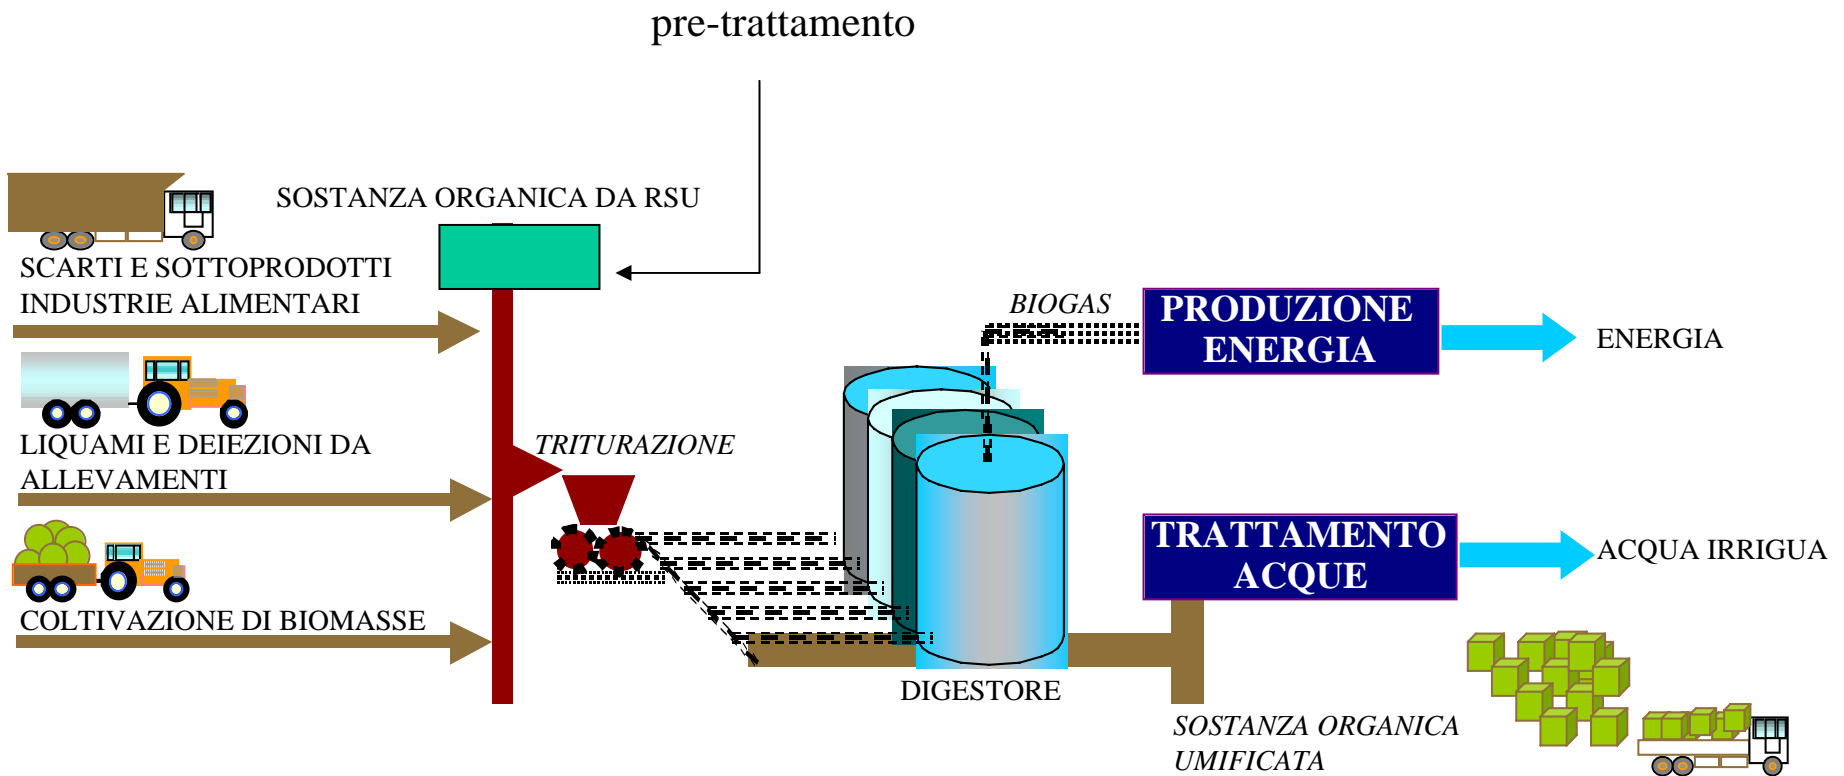 pre-trattamento
SOSTANZA ORGANICA DA RSU
SCARTI E SOTTOPRODOTTI
INDUSTRIE ALIMENTARI
LIQUAMI E DEIEZIONI DA
ALLEVAMENTI
COLTIVAZIONE DI BIOMASSE
TRITURAZIONE
BIOGAS
PRODUZIONE
ENERGIA
ENERGIA
TRATTAMENTO
ACQUE
ACQUA IRRIGUA
DIGESTORE
SOSTANZA ORGANICA
UMIFICATA